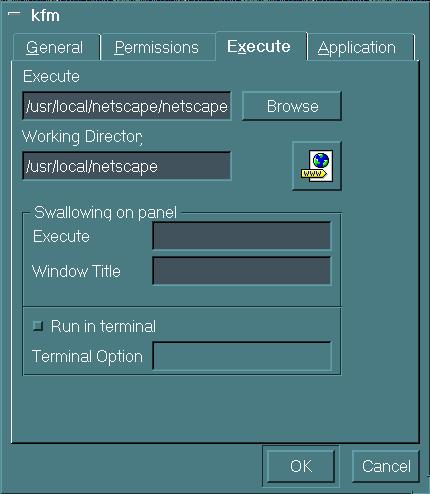 kfm
General Permissions Execute Application
Execute
/usr/local/netscape/netscape Browse
Working Director;
/usr/local/netscape
WWW
Swallowing on panel
Execute
Window Title
Run in terminal
Terminal Option
OK Cancel